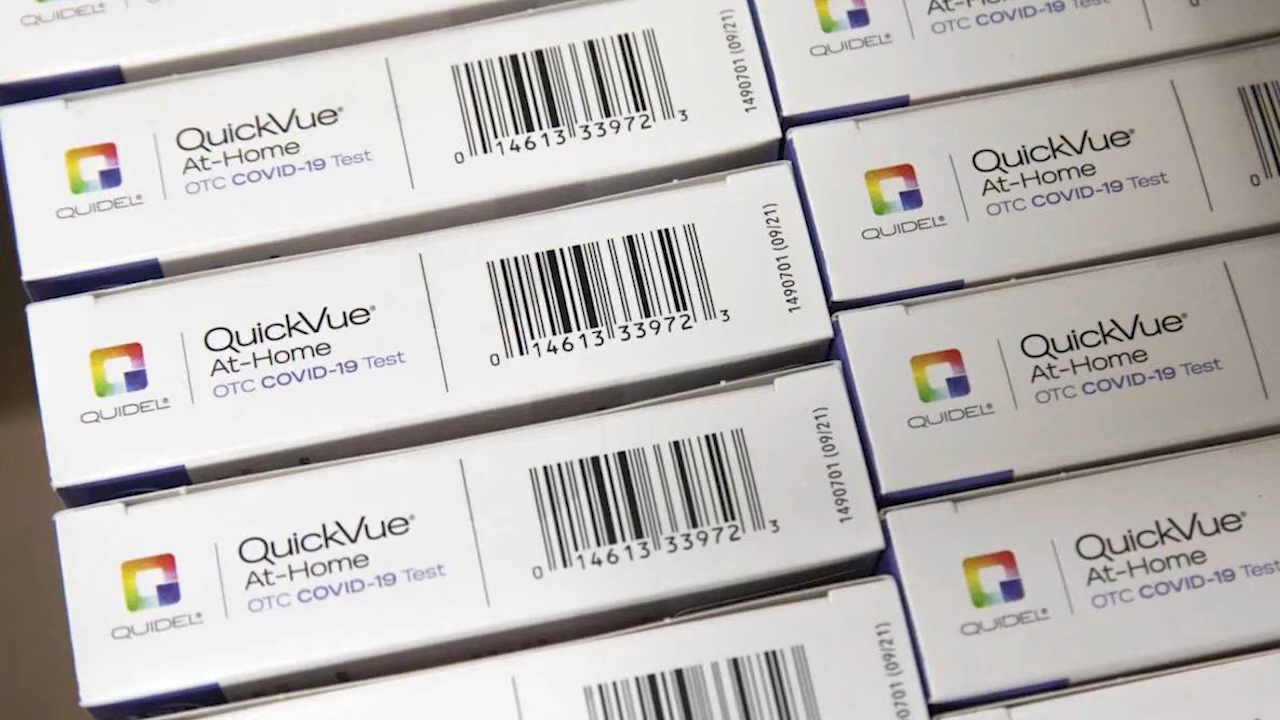 QUIDEL®
QuickVue®
At-Home
OTC COVID-19 Test
QUIDEL®
0 14613 33972 3
1490701 (09/21)
QuickVue®
At-Home
OTC COVID-19 Test
QUIDEL®
0 14613 33972 3
1490701 (09/21)
QuickVue®
At-Home
OTC COVID-19 Test
QUIDEL®
0 14613 33972 3
1490701 (09/21)
OTC COVID-19 Test
QUIDEL®
QuickVue®
At-Home
OTC COVID-19 Test
QUIDEL®
0
QuickVue®
At-Home
OTC COVID-19 Test
QUIDEL®
QuickVue®
At-Home
OTC COVID-19 Test
QUIDEL®